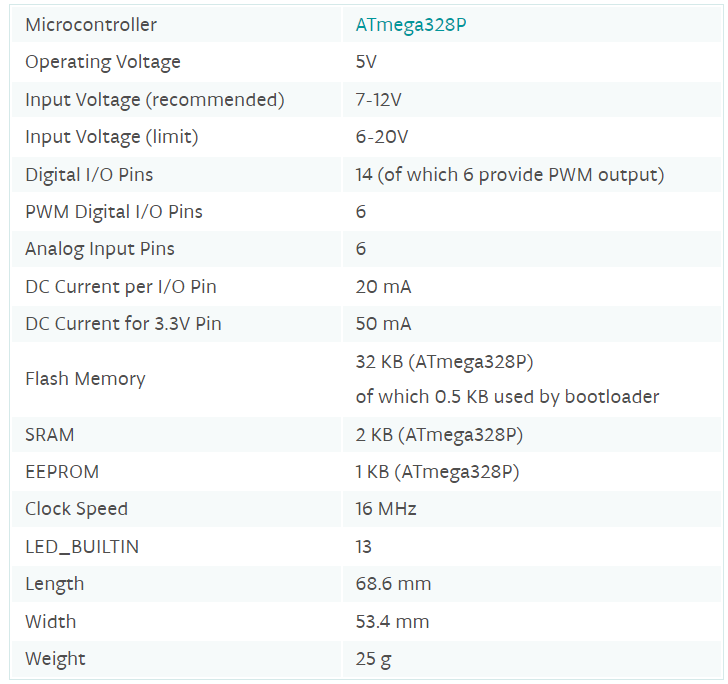 Microcontroller ATmega328P
Operating Voltage 5V
Input Voltage (recommended) 7-12V
Input Voltage (limit) 6-20V
Digital I/O Pins 14 (of which 6 provide PWM output)
PWM Digital I/O Pins 6
Analog Input Pins 6
DC Current per I/O Pin 20 mA
DC Current for 3.3V Pin 50 mA
Flash Memory 32 KB (ATmega328P)
of which 0.5 KB used by bootloader
SRAM 2 KB (ATmega328P)
EEPROM 1 KB (ATmega328P)
Clock Speed 16 MHz
LED_BUILTIN 13
Length 68.6 mm
Width 53.4 mm
Weight 25 g